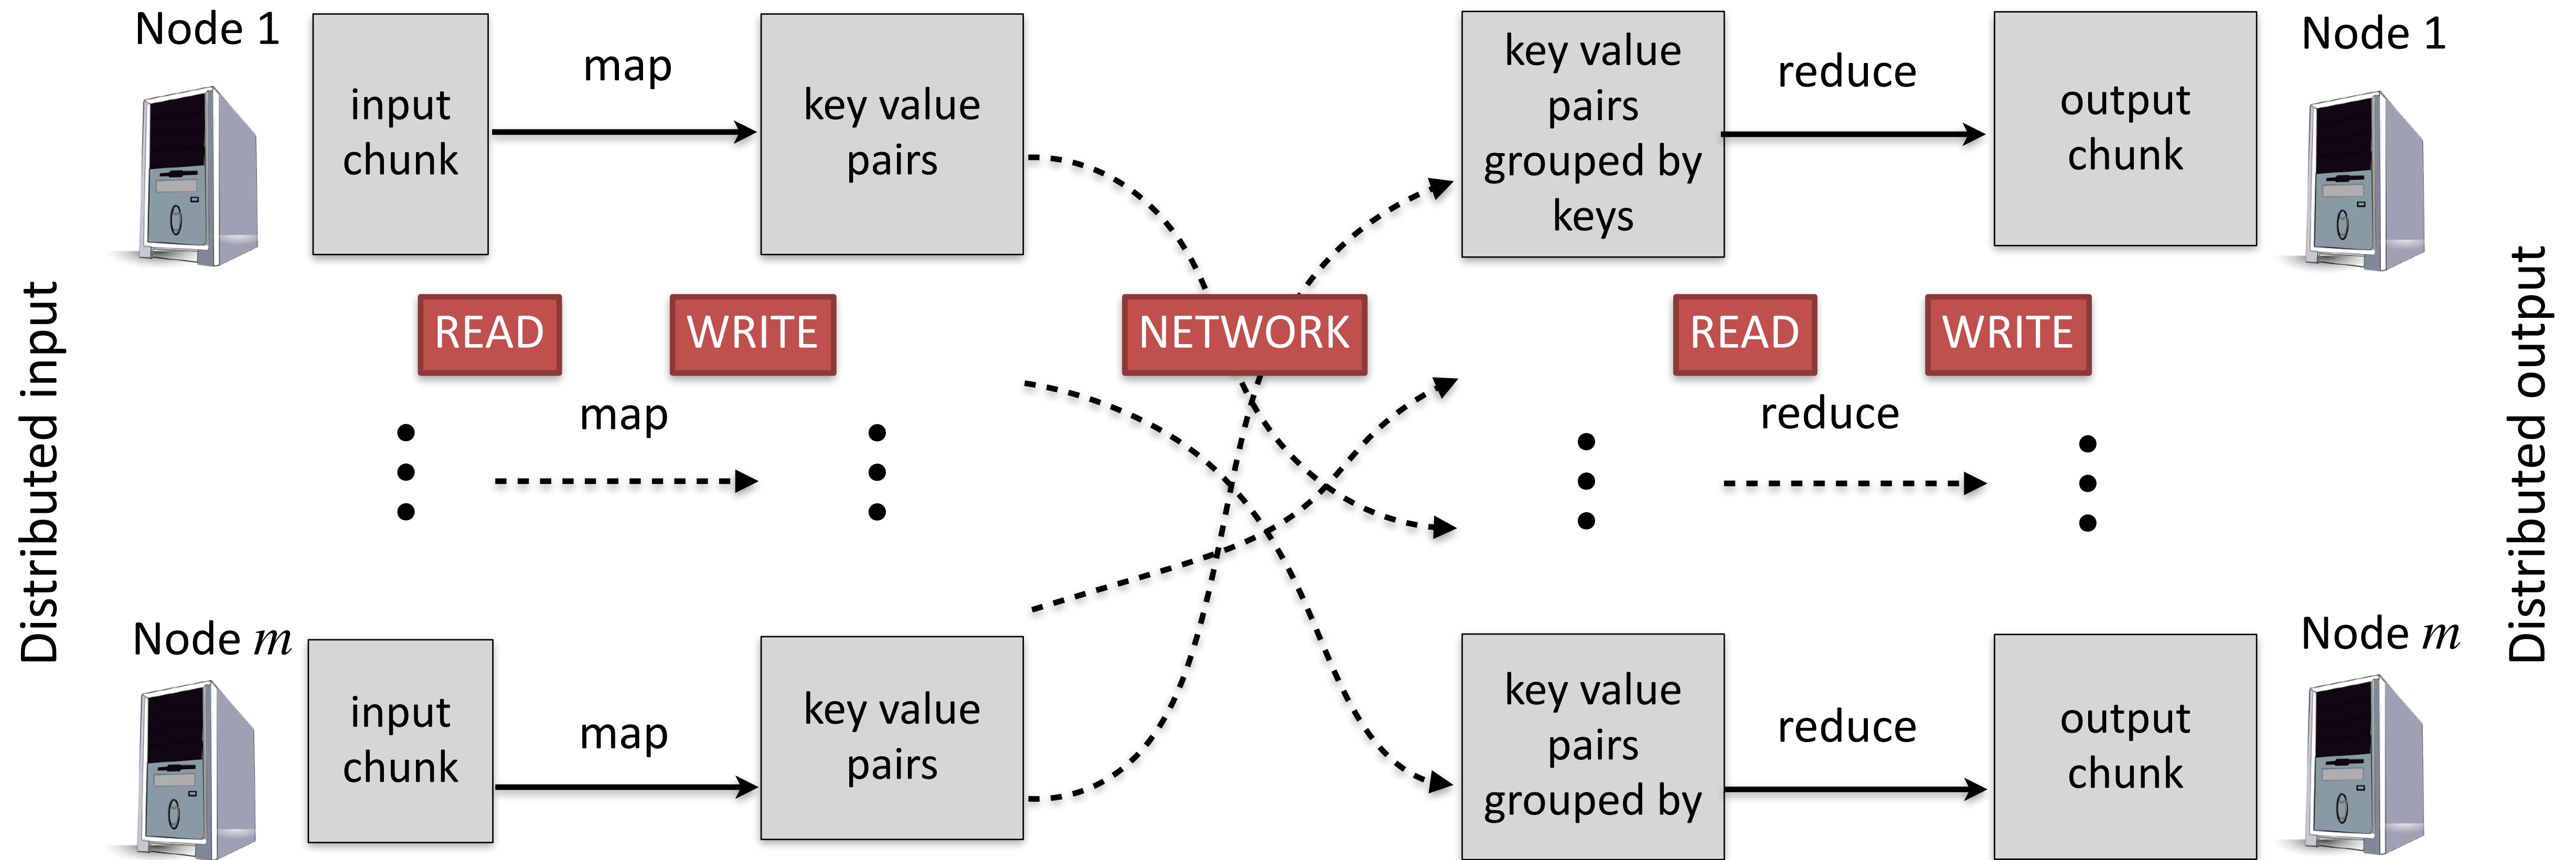 Distributed input
Node 1
input
chunk
map
key value
pairs
key value
pairs
grouped by
keys
reduce
output
chunk
Node 1
READ
WRITE
NETWORK
READ
WRITE
map
reduce
Node m
input
chunk
map
key value
pairs
key value
pairs
grouped by
reduce
output
chunk
Node m
Distributed output